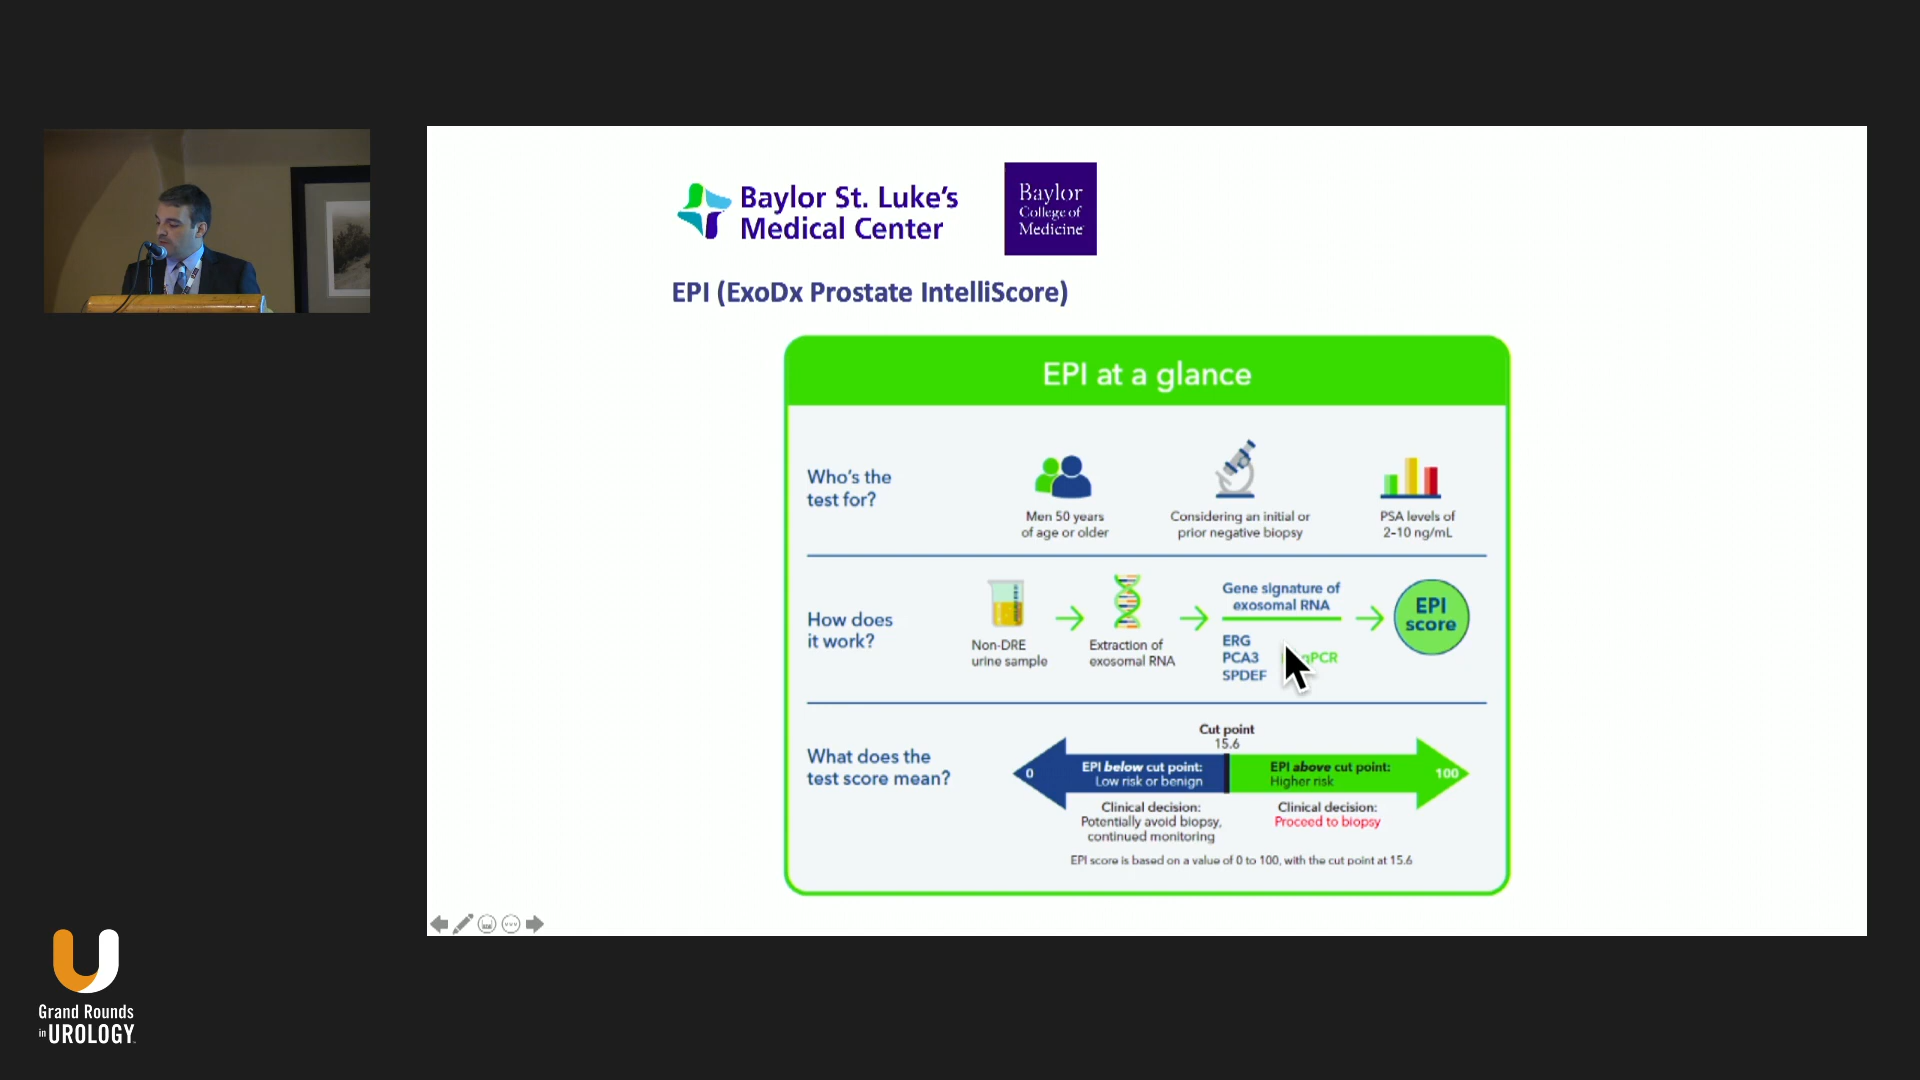 Baylor St. Luke's
Medical Center
Baylor
College of
Medicine
EPI (ExoDx Prostate IntelliScore)
EPI at a glance
Who's the
test for?
Men 50 years
of age or older
Considering an initial or
prior negative biopsy
PSA levels of
2-10 ng/mL
How does
it work?
Non-DRE
urine sample
Extraction of
exosomal RNA
Gene signature of
exosomal RNA
ERG
PCA3
SPDEF
EPI
score
What does the
test score mean?
Cut point
15.6
0
EPI below cut point:
Low risk or benign
EPI above cut point:
Higher risk
100
Clinical decision:
Potentially avoid biopsy,
continued monitoring
Clinical decision:
Proceed to biopsy
EPI score is based on a value of 0 to 100, with the cut point at 15.6
Grand Rounds
in UROLOGY